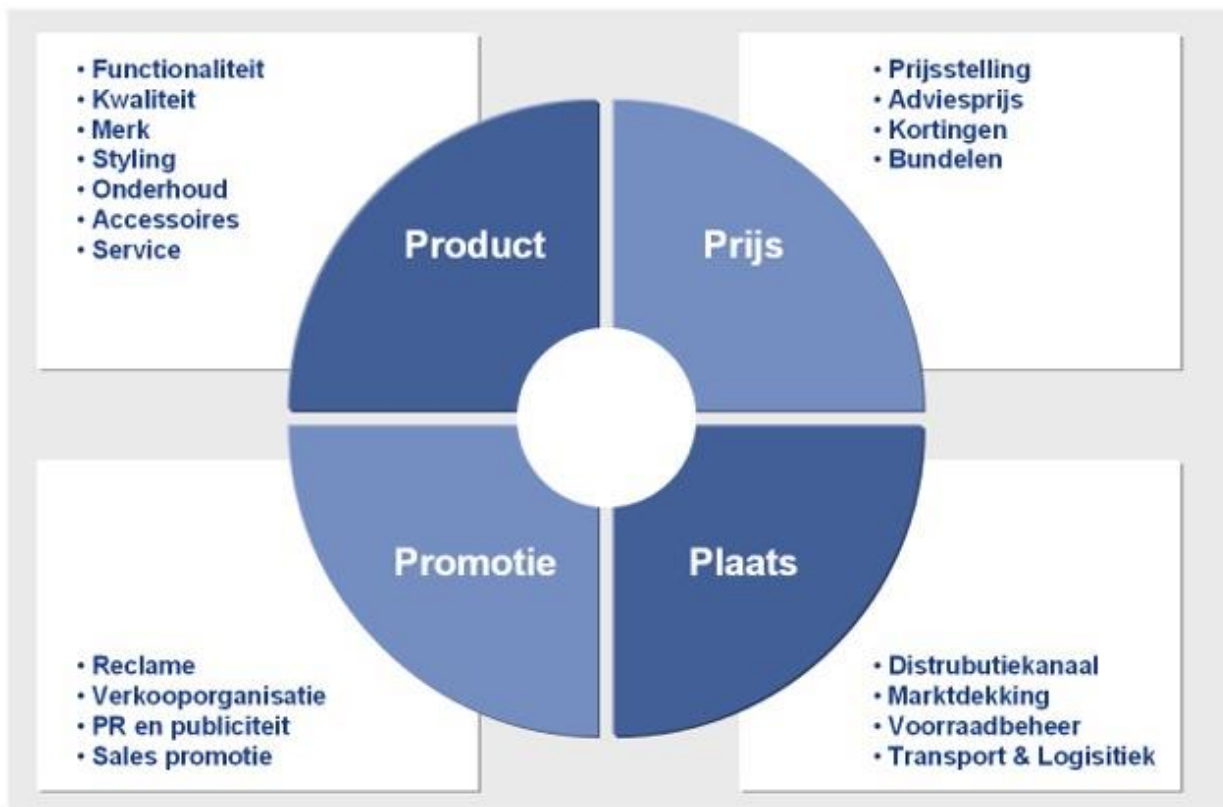 • Functionaliteit
• Kwaliteit
• Merk
• Styling
• Onderhoud
• Accessoires
• Service
• Prijsstelling
• Adviesprijs
• Kortingen
• Bundelen
Product
Prijs
Promotie
Plaats
• Reclame
• Verkooporganisatie
• PR en publiciteit
• Sales promotie
• Distrubutiekanaal
• Marktdekking
• Voorraadbeheer
• Transport & Logisitiek